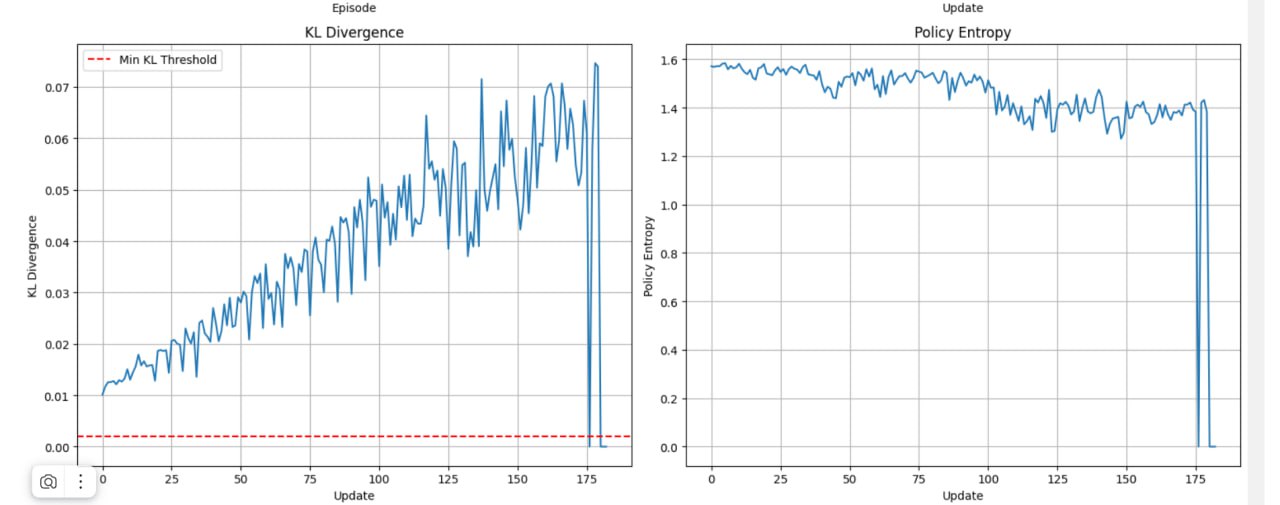 Episode
Update
KL Divergence
Min KL Threshold
KL Divergence
0.07
0.06
0.05
0.04
0.03
0.02
0.01
0.00
0 25 50 75 100 125 150 175
Update
Policy Entropy
Policy Entropy
1.6
1.4
1.2
1.0
0.8
0.6
0.4
0.2
0.0
0 25 50 75 100 125 150 175
Update